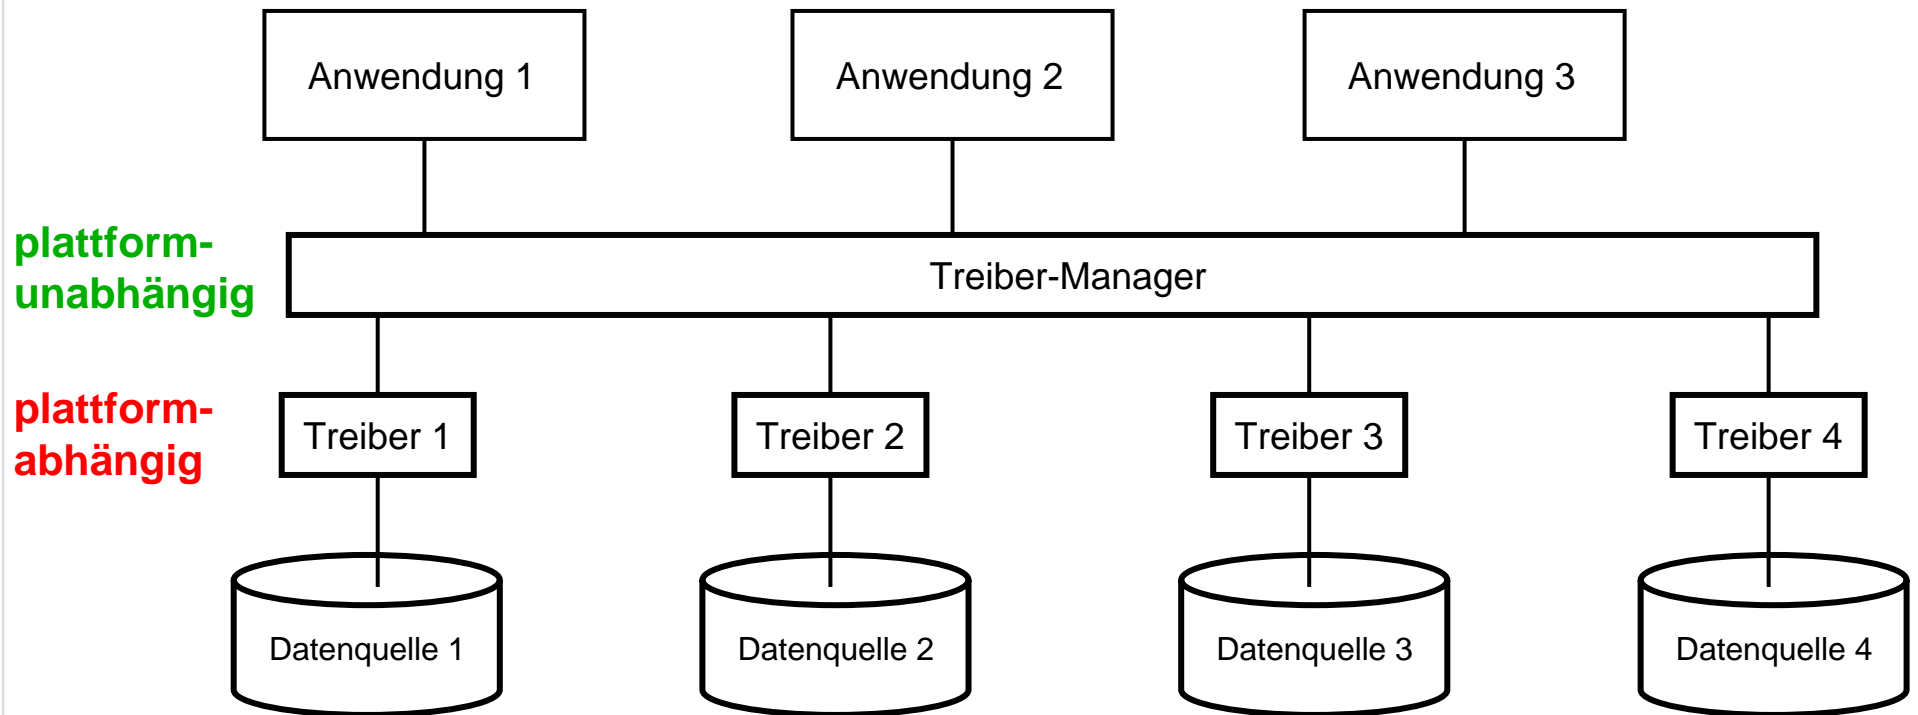 Anwendung 1
Anwendung 2
Anwendung 3
plattform-
unabhängig
Treiber-Manager
plattform-
abhängig
Treiber 1
Treiber 2
Treiber 3
Treiber 4
Datenquelle 1
Datenquelle 2
Datenquelle 3
Datenquelle 4